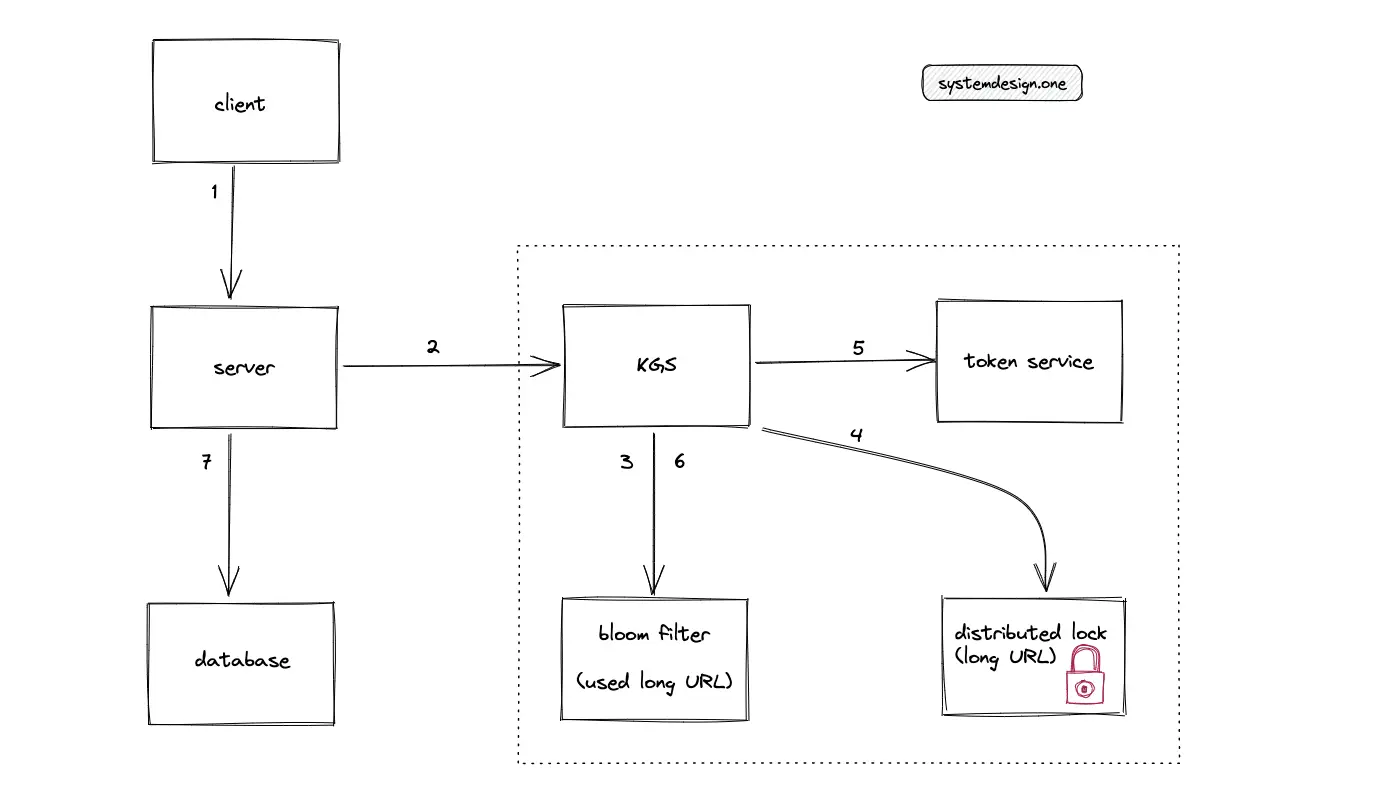 client
systemdesign.one
1
server
2
KGS
5
token service
7
3
6
4
database
bloom filter
(used long URL)
distributed lock
(long URL)